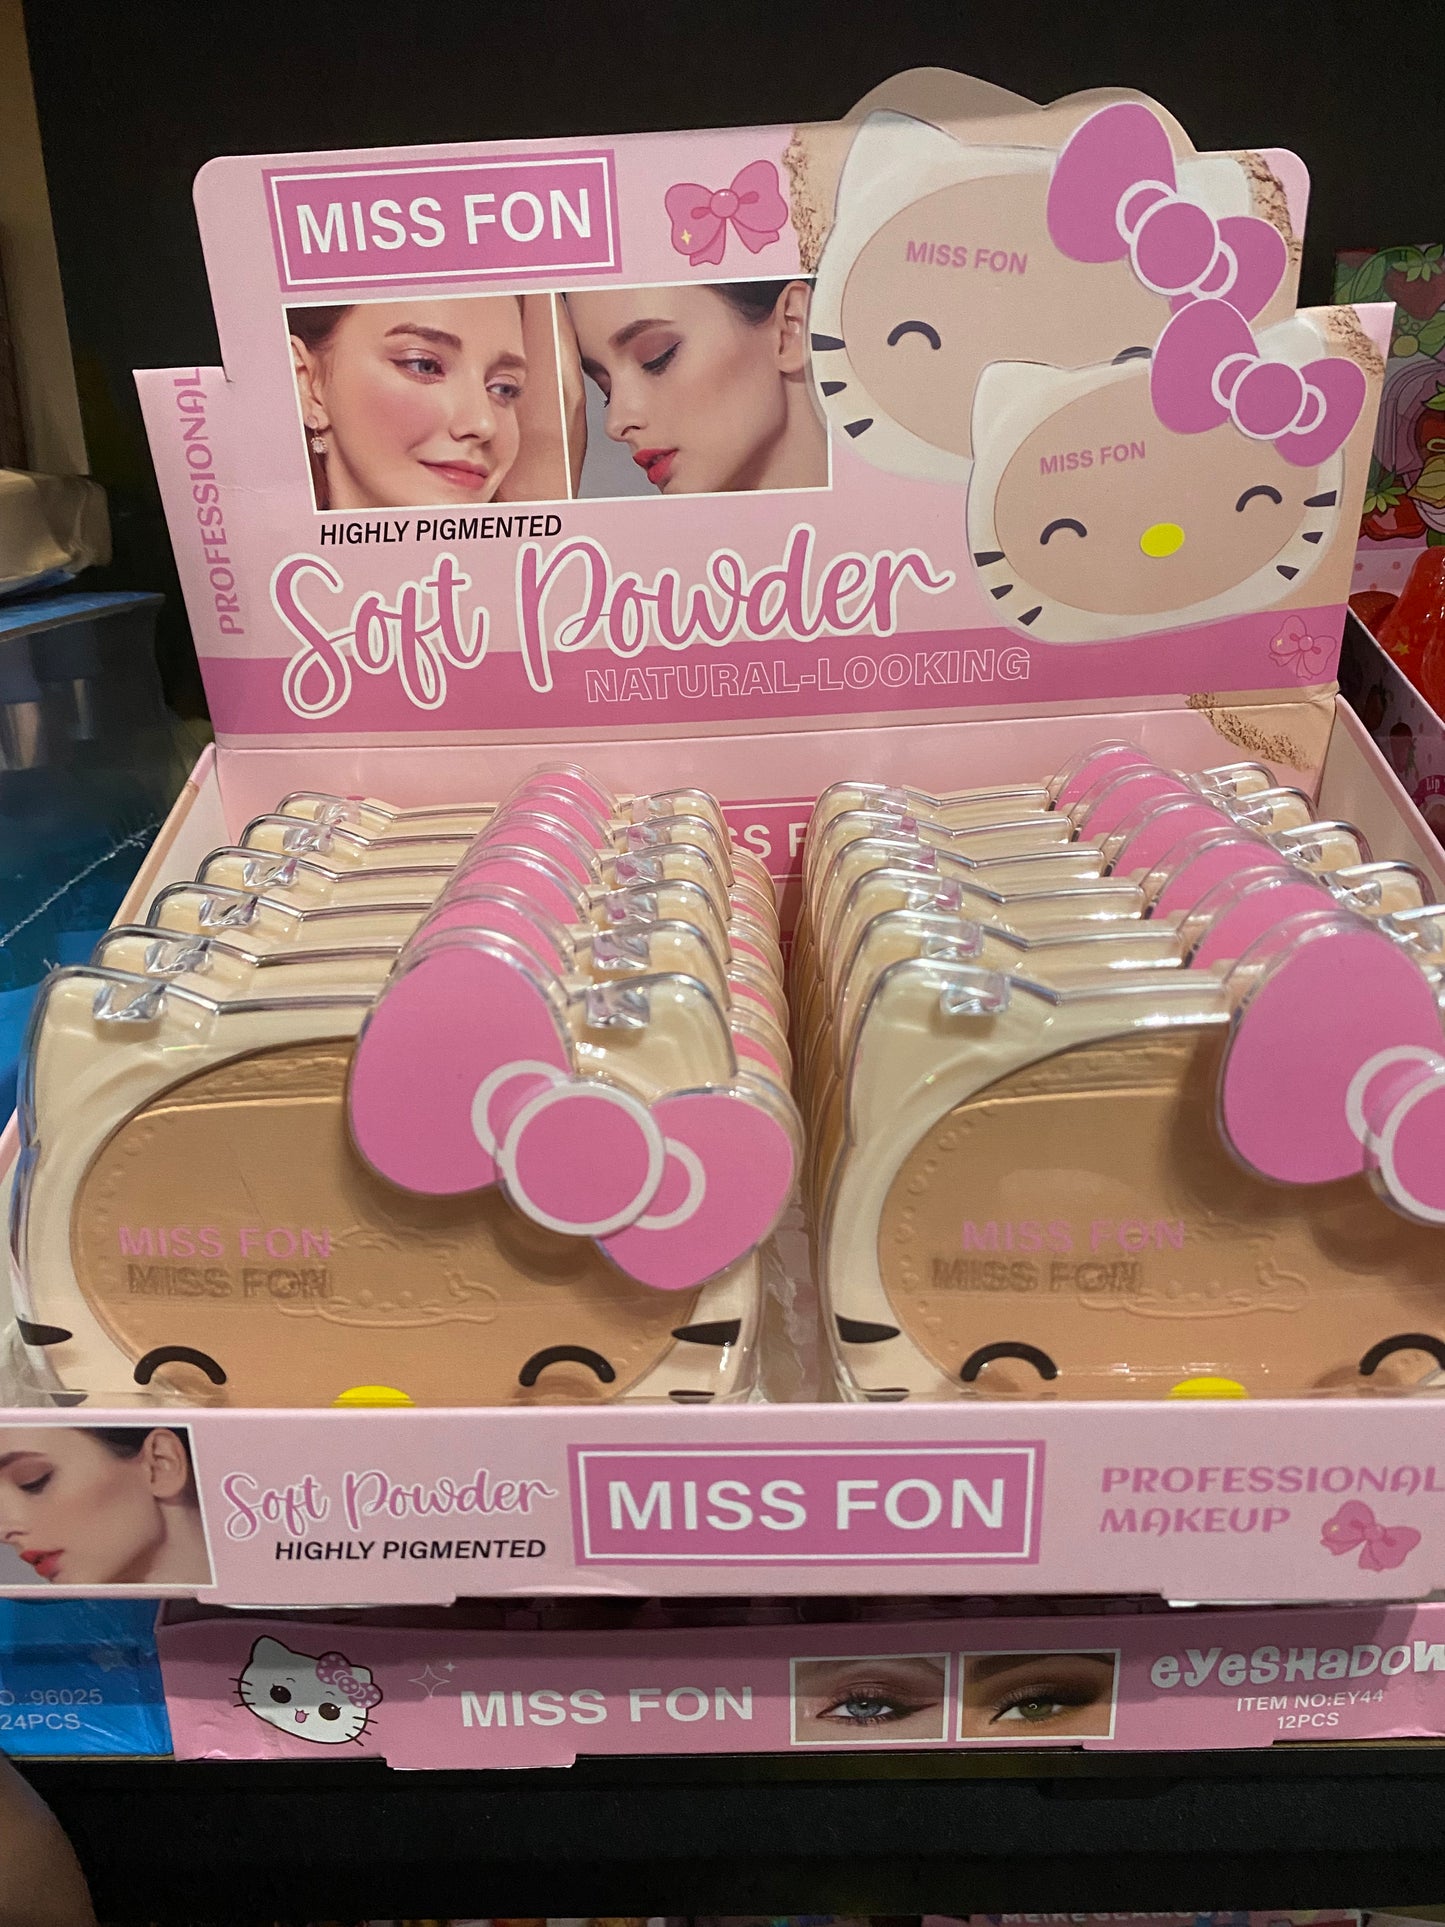 MISS FON
MISS FON
MISS FON
PROFESSIONAL
HIGHLY PIGMENTED
Soft Powder
NATURAL-LOOKING
MISS FON
MISS FON
MISS FON
MISS FON
Soft Powder
HIGHLY PIGMENTED
MISS FON
PROFESSIONAL
MAKEUP
MISS FON
eyeSHaDOW
ITEM NO:EY44
12PCS
96025
24PCS
Lip